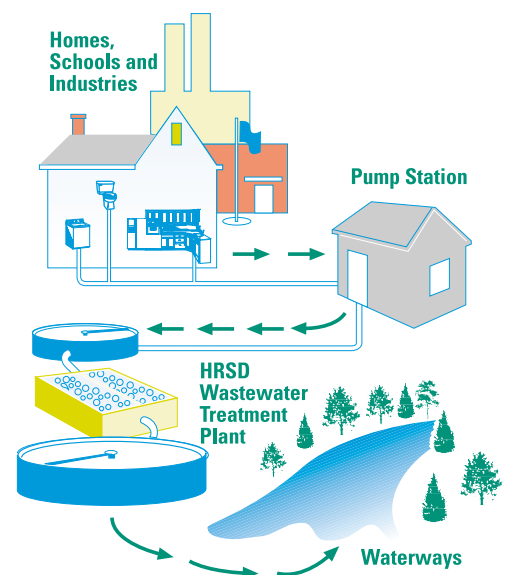 Homes,
Schools and
Industries
Pump Station
HRSD
Wastewater
Treatment
Plant
Waterways